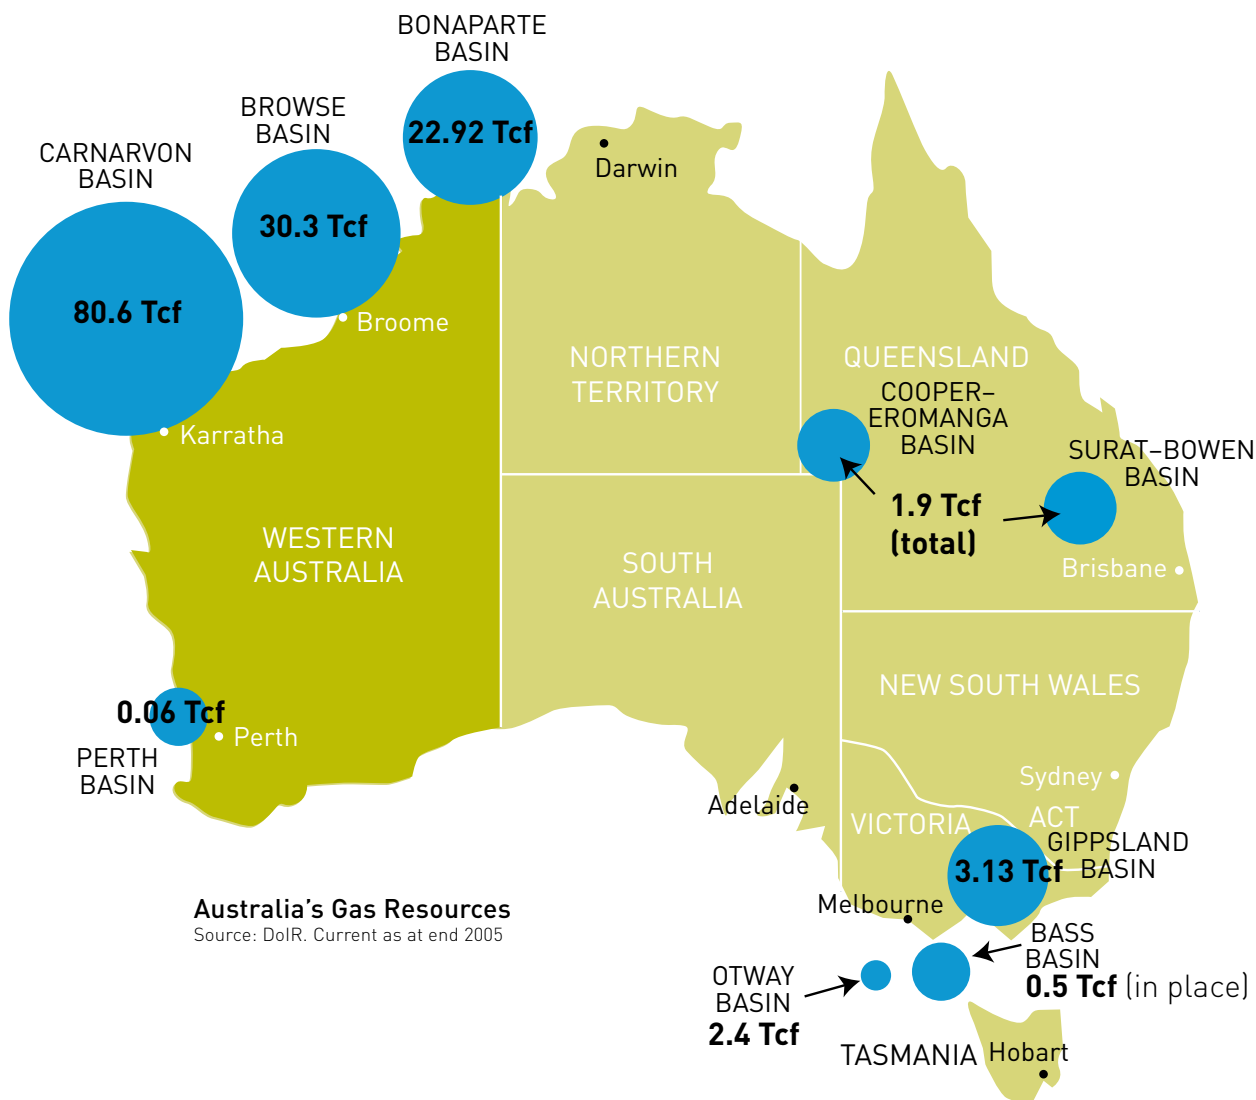 BONAPARTE
BASIN
22.92 Tcf
BROWSE
BASIN
30.3 Tcf
CARNARVON
BASIN
80.6 Tcf
Darwin
Broome
Karratha
NORTHERN
TERRITORY
QUEENSLAND
COOPER–
EROMANGA
BASIN
SURAT–BOWEN
BASIN
1.9 Tcf
(total)
WESTERN
AUSTRALIA
SOUTH
AUSTRALIA
Brisbane
NEW SOUTH WALES
0.06 Tcf
Perth
PERTH
BASIN
Sydney
Adelaide
VICTORIA
ACT
GIPPSLAND
BASIN
3.13 Tcf
Melbourne
Australia’s Gas Resources
Source: DoIR. Current as at end 2005
BASS
BASIN
0.5 Tcf (in place)
OTWAY
BASIN
2.4 Tcf
TASMANIA
Hobart